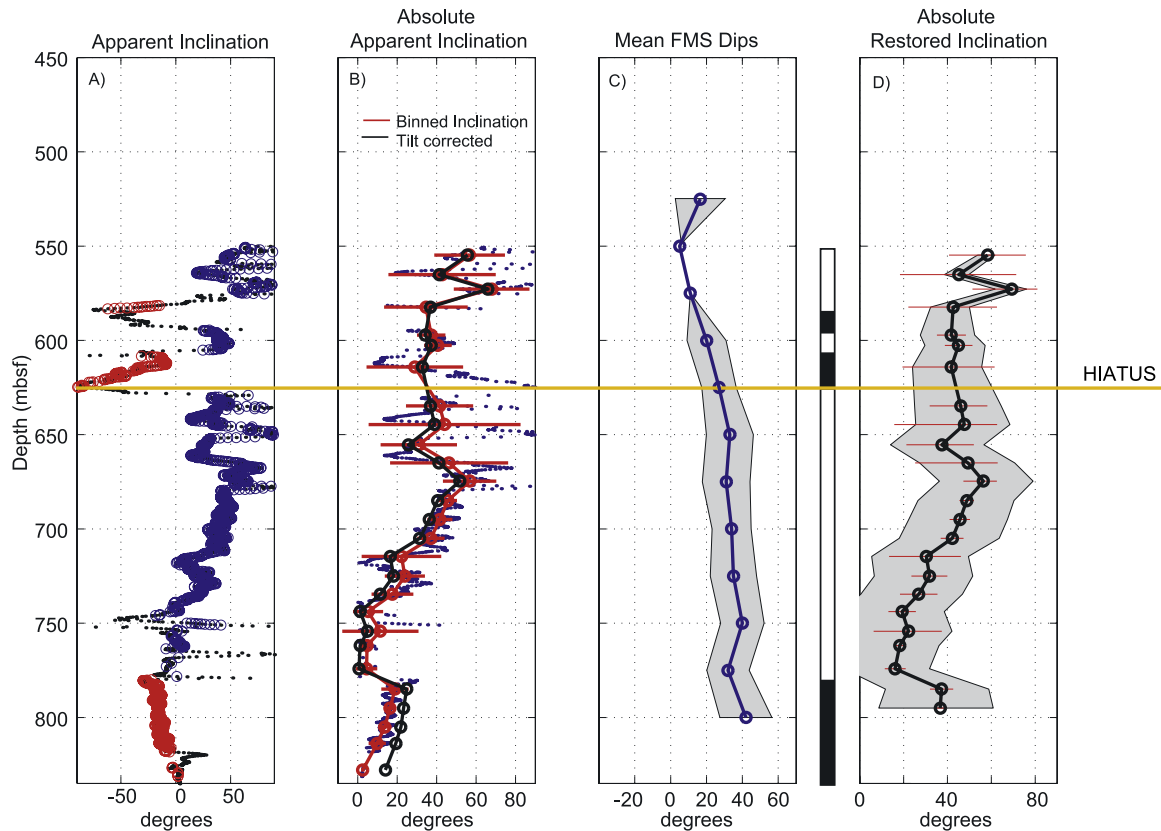 Apparent Inclination
Absolute
Apparent Inclination
Mean FMS Dips
Absolute
Restored Inclination
A)
B)
C)
D)
Binned Inclination
Tilt corrected
HIATUS
Depth (mbsf)
450
500
550
600
650
700
750
800
-50 0 50
degrees
0 20 40 60 80
degrees
-20 0 20 40 60
degrees
0 40 80
degrees